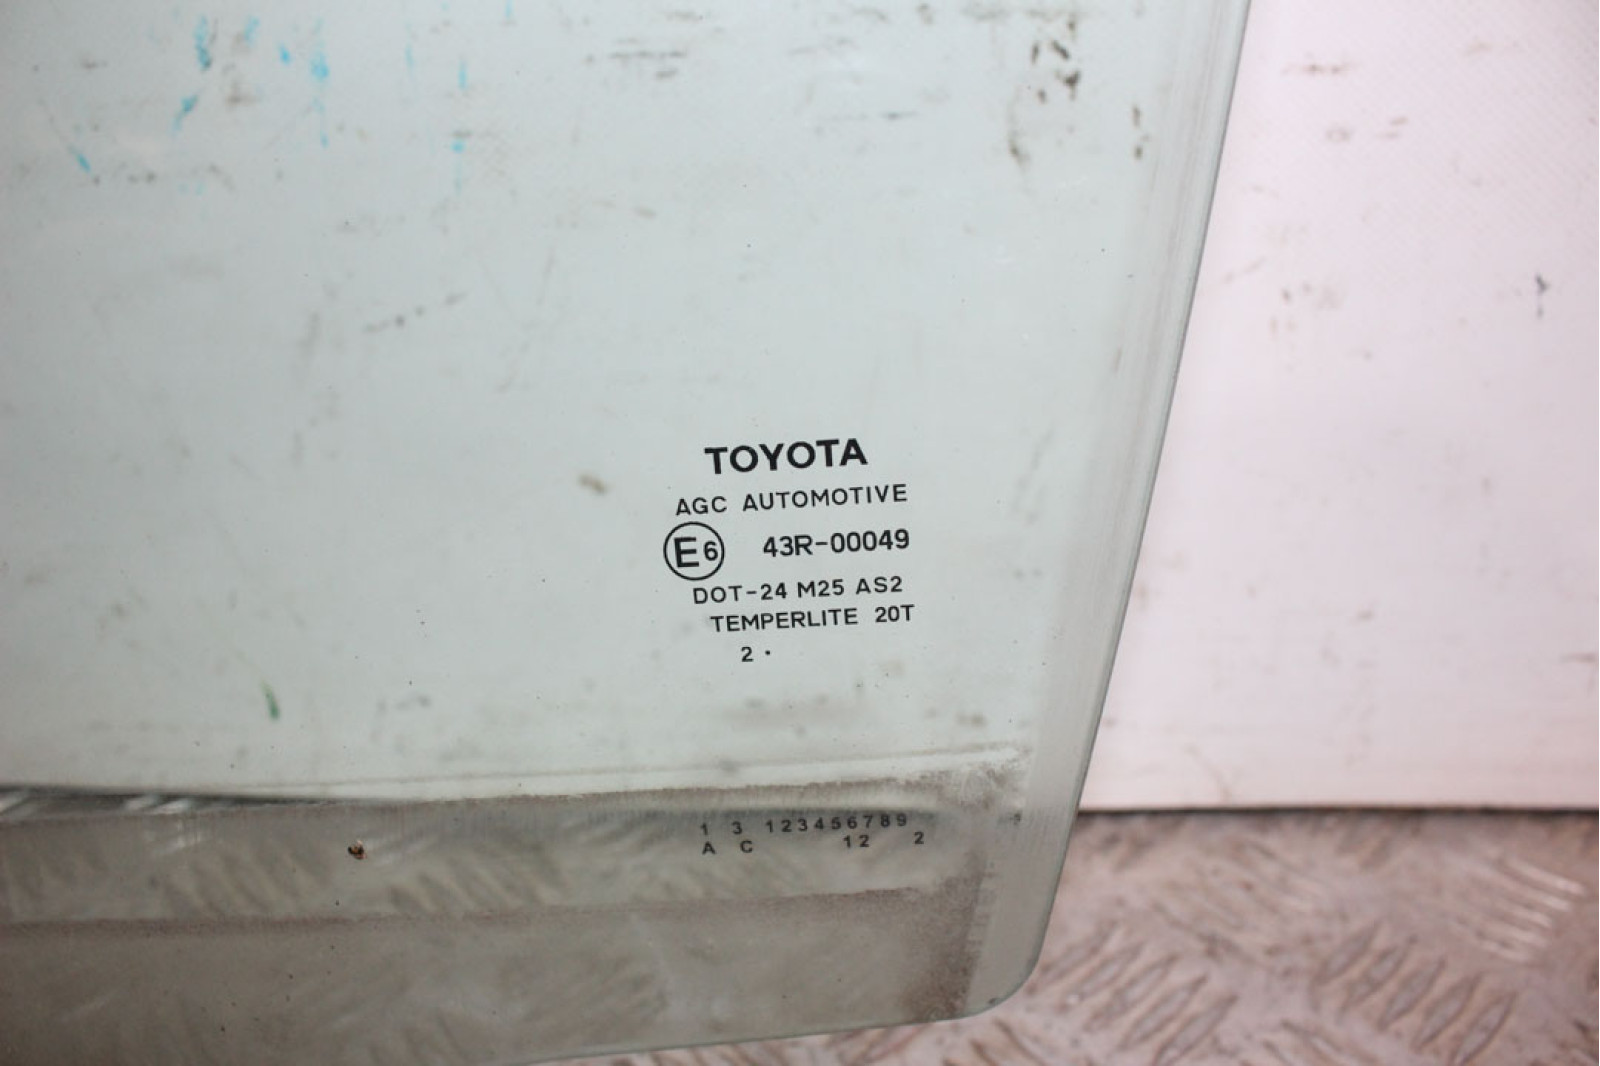 TOYOTA
AGC AUTOMOTIVE
E6 43R-00049
DOT-24 M25 AS2
TEMPERLITE 20T
2 ·
1 3 123456789
A C 12 2